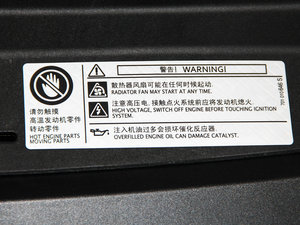 警告! WARNING!
散热器风扇可能在任何时候起动。
RADIATOR FAN MAY START AT ANY TIME.
注意高压电, 接触点火系统前应将发动机熄火。
HIGH VOLTAGE, SWITCH OFF ENGINE BEFORE TOUCHING IGNITION
SYSTEM.
注入机油过多会损坏催化反应器.
OVERFILLED ENGINE OIL CAN DAMAGE CATALYST.
请勿触摸
高温发动机零件
转动零件
HOT ENGINE PARTS
MOVING PARTS